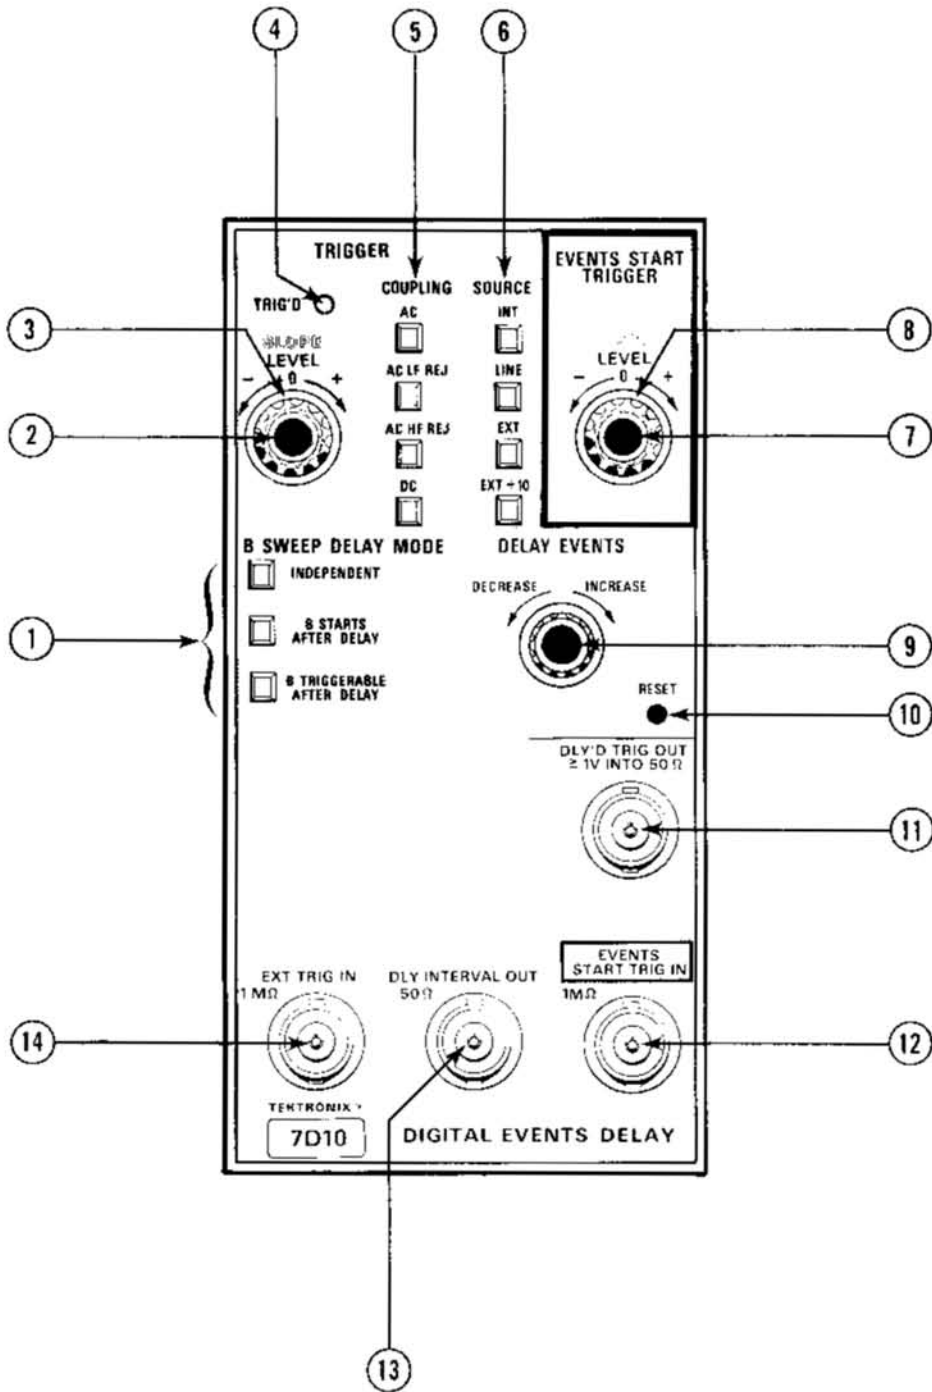 4
5
6
TRIGGER
COUPLING
SOURCE
EVENTS START
TRIGGER
TRIG'D
AC
INT
3
SLOPE
LEVEL
- 0 +
AC LF REJ
LINE
LEVEL
- 0 +
8
2
AC HF REJ
EXT
7
DC
EXT ÷10
B SWEEP DELAY MODE
DELAY EVENTS
INDEPENDENT
DECREASE
INCREASE
1
B STARTS
AFTER DELAY
9
B TRIGGERABLE
AFTER DELAY
RESET
10
DLY'D TRIG OUT
≥ 1V INTO 50 Ω
11
EXT TRIG IN
1 MΩ
DLY INTERVAL OUT
50 Ω
EVENTS
START TRIG IN
1MΩ
14
12
TEKTRONIX
7D10
DIGITAL EVENTS DELAY
13